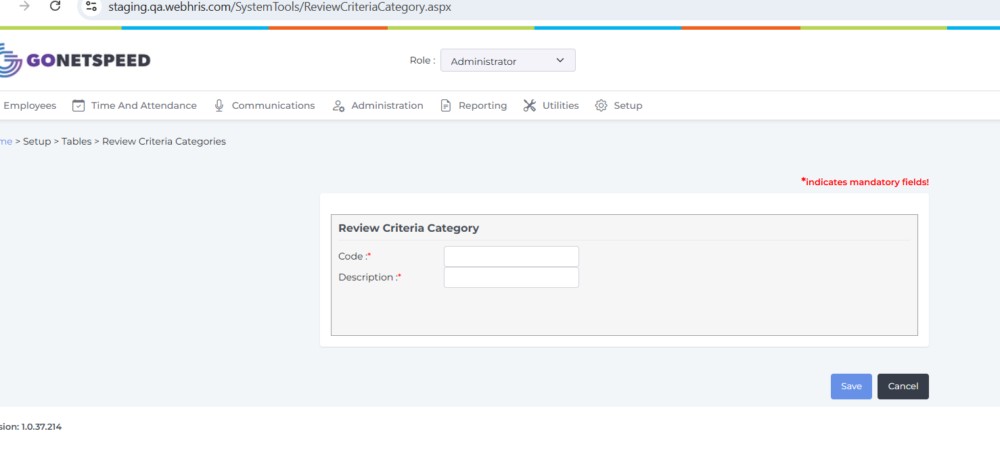 staging.qa.webhris.com/SystemTools/ReviewCriteriaCategory.aspx
GONETSPEED
Role : Administrator
Employees Time And Attendance Communications Administration Reporting Utilities Setup
me > Setup > Tables > Review Criteria Categories
*indicates mandatory fields!
Review Criteria Category
Code :*
Description :*
Save Cancel
sion: 1.0.37.214